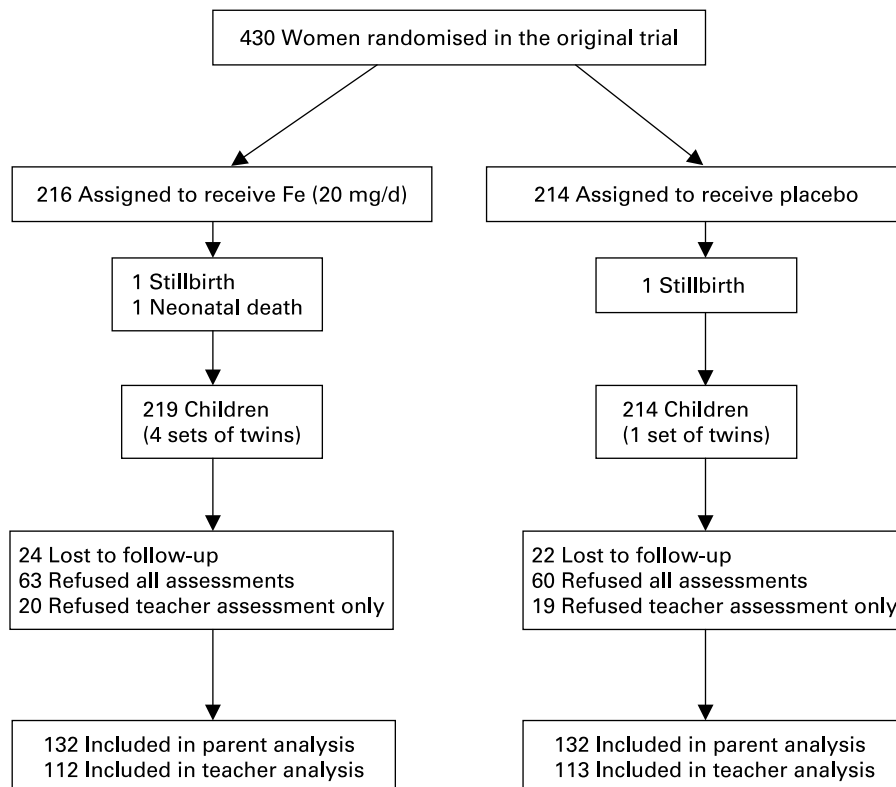 430 Women randomised in the original trial
216 Assigned to receive Fe (20 mg/d)
214 Assigned to receive placebo
1 Stillbirth
1 Neonatal death
1 Stillbirth
219 Children
(4 sets of twins)
214 Children
(1 set of twins)
24 Lost to follow-up
63 Refused all assessments
20 Refused teacher assessment only
22 Lost to follow-up
60 Refused all assessments
19 Refused teacher assessment only
132 Included in parent analysis
112 Included in teacher analysis
132 Included in parent analysis
113 Included in teacher analysis